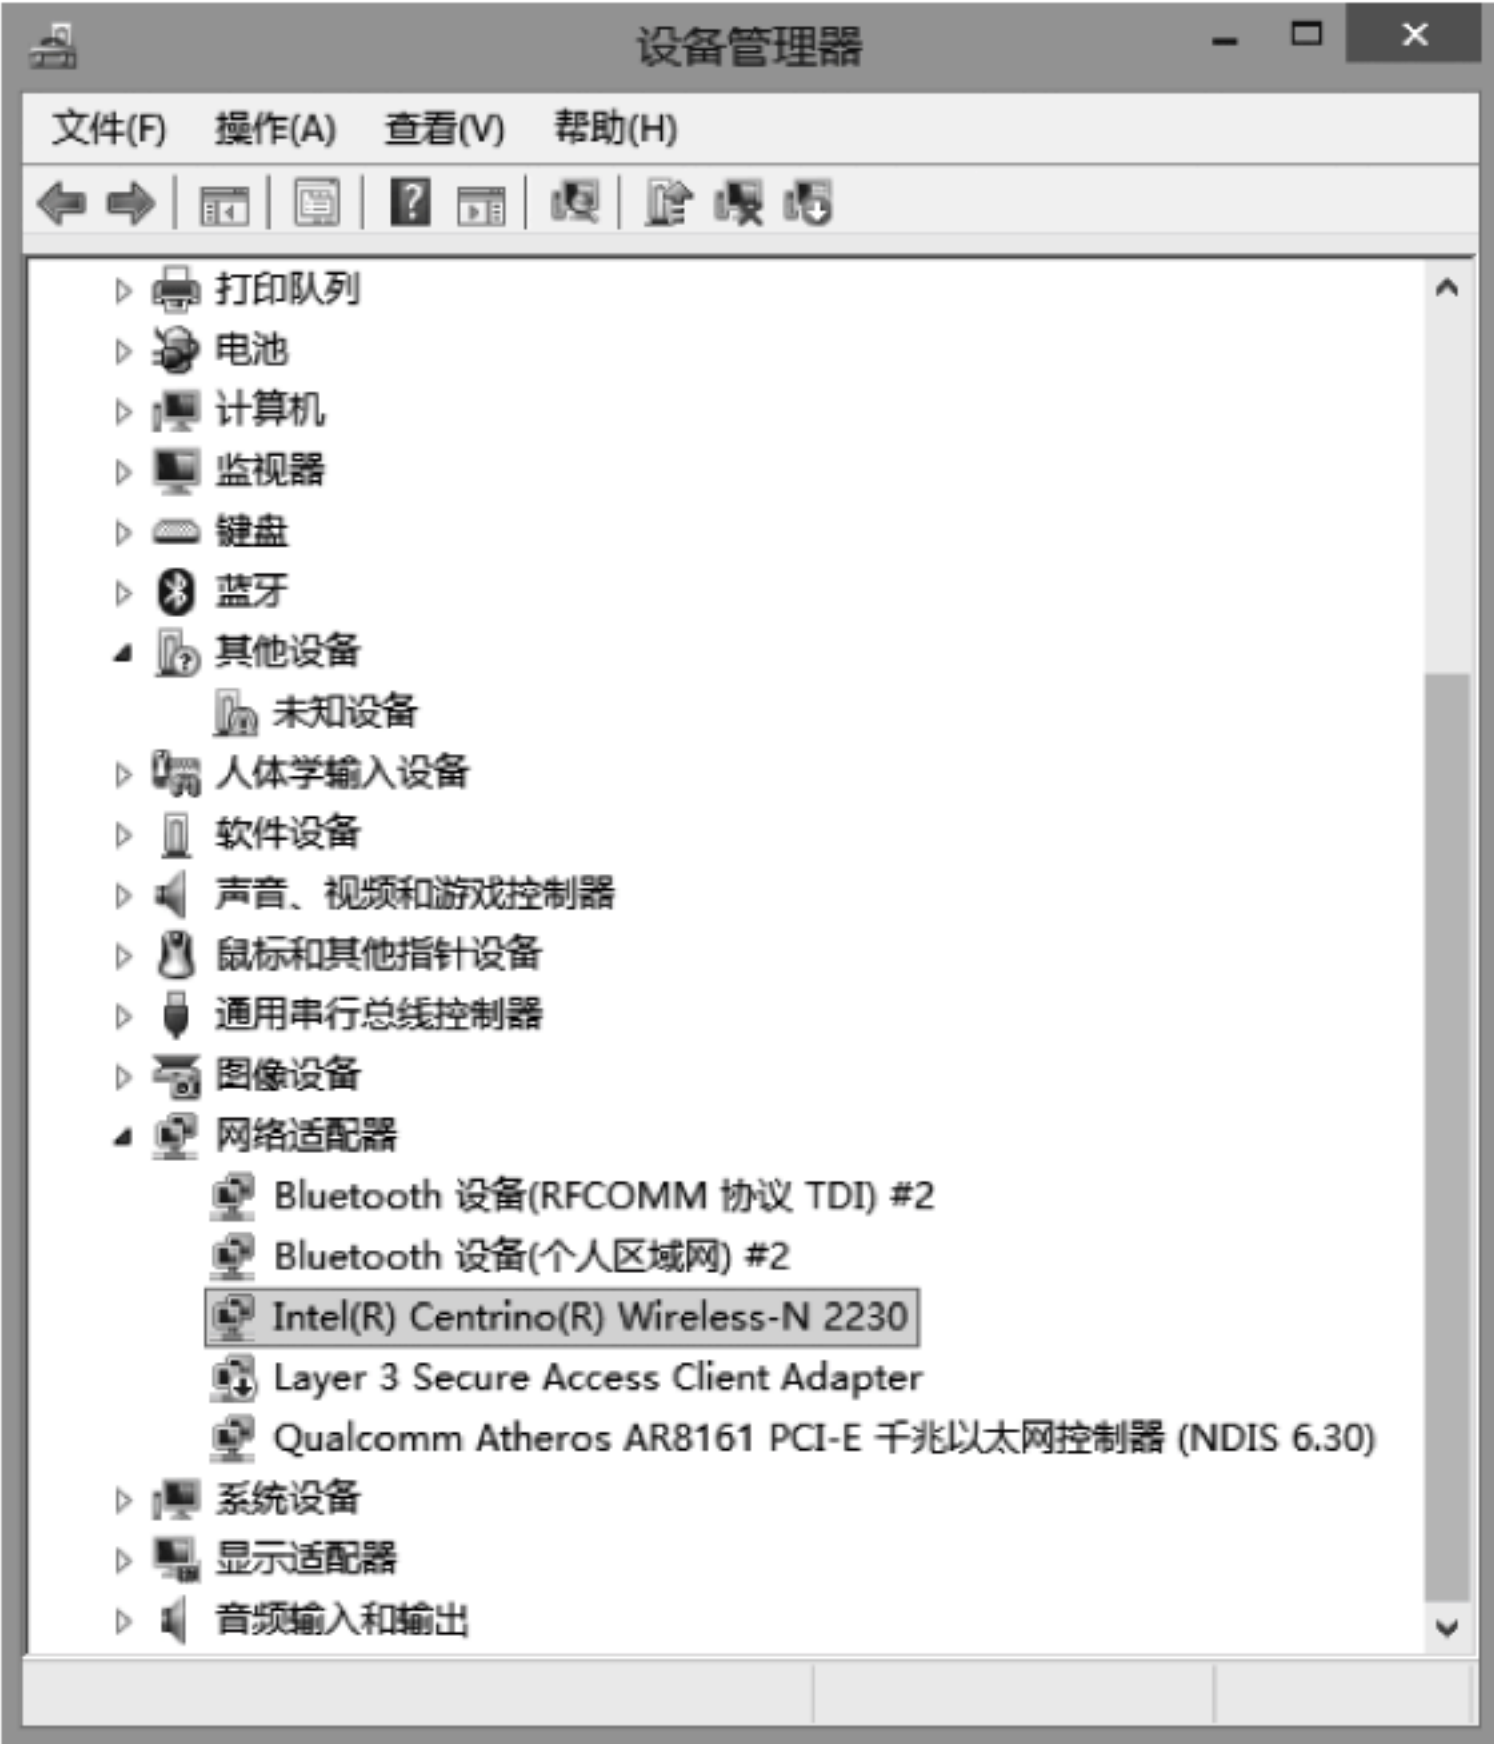 设备管理器
文件(F) 操作(A) 查看(V) 帮助(H)
打印队列
电池
计算机
监视器
键盘
蓝牙
其他设备
未知设备
人体学输入设备
软件设备
声音、视频和游戏控制器
鼠标和其他指针设备
通用串行总线控制器
图像设备
网络适配器
Bluetooth 设备(RFCOMM 协议 TDI) #2
Bluetooth 设备(个人区域网) #2
Intel(R) Centrino(R) Wireless-N 2230
Layer 3 Secure Access Client Adapter
Qualcomm Atheros AR8161 PCI-E 千兆以太网控制器 (NDIS 6.30)
系统设备
显示适配器
音频输入和输出